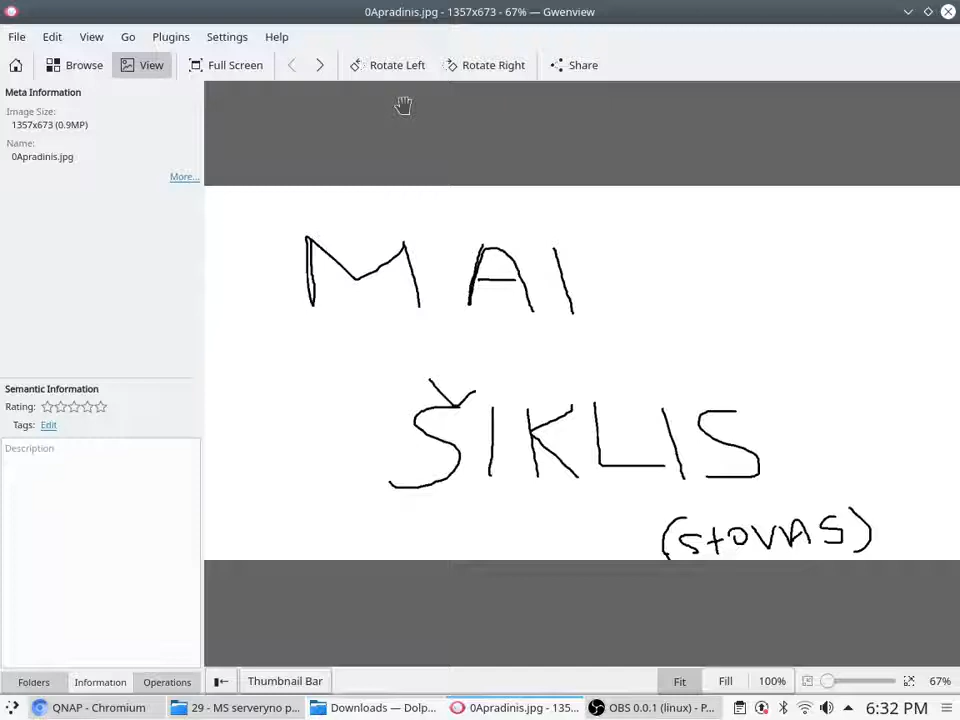 0Apradinis.jpg - 1357x673 - 67% — Gwenview
File Edit View Go Plugins Settings Help
Browse View Full Screen Rotate Left Rotate Right Share
Meta Information
Image Size:
1357x673 (0.9MP)
Name:
0Apradinis.jpg
More...
MAI
ŠIKLIS
(StOVAS)
Semantic Information
Rating:
Tags: Edit
Description
Folders Information Operations Thumbnail Bar Fit Fill 100% 67%
QNAP - Chromium 29 - MS serveryno p... Downloads — Dolp... 0Apradinis.jpg - 135... OBS 0.0.1 (linux) - P... 6:32 PM